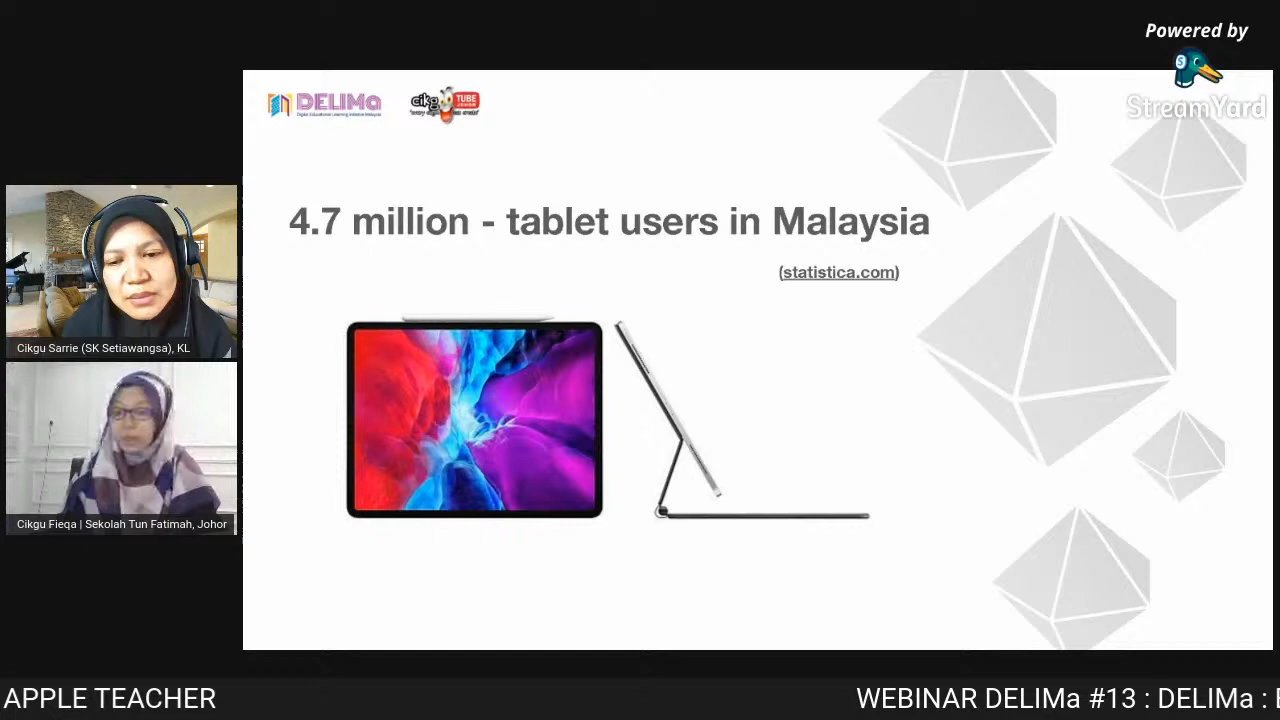 Powered by
StreamYard
DELIMa
Digital Educational Learning Initiative Malaysia
cikgu TUBE
4.7 million - tablet users in Malaysia
(statistica.com)
Cikgu Sarrie (SK Setiawangsa), KL
Cikgu Fieqa | Sekolah Tun Fatimah, Johor
APPLE TEACHER
WEBINAR DELIMa #13 : DELIMa :